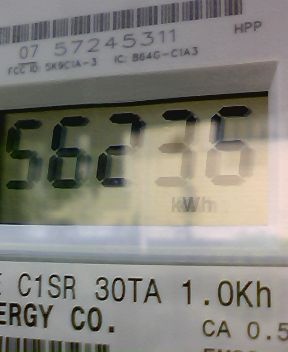 07 57245311 HPP
FCC ID: SK9C1A-3 IC: 864G-C1A3
56236
kWh
C1SR 30TA 1.0Kh
ERGY CO.
CA 0.5